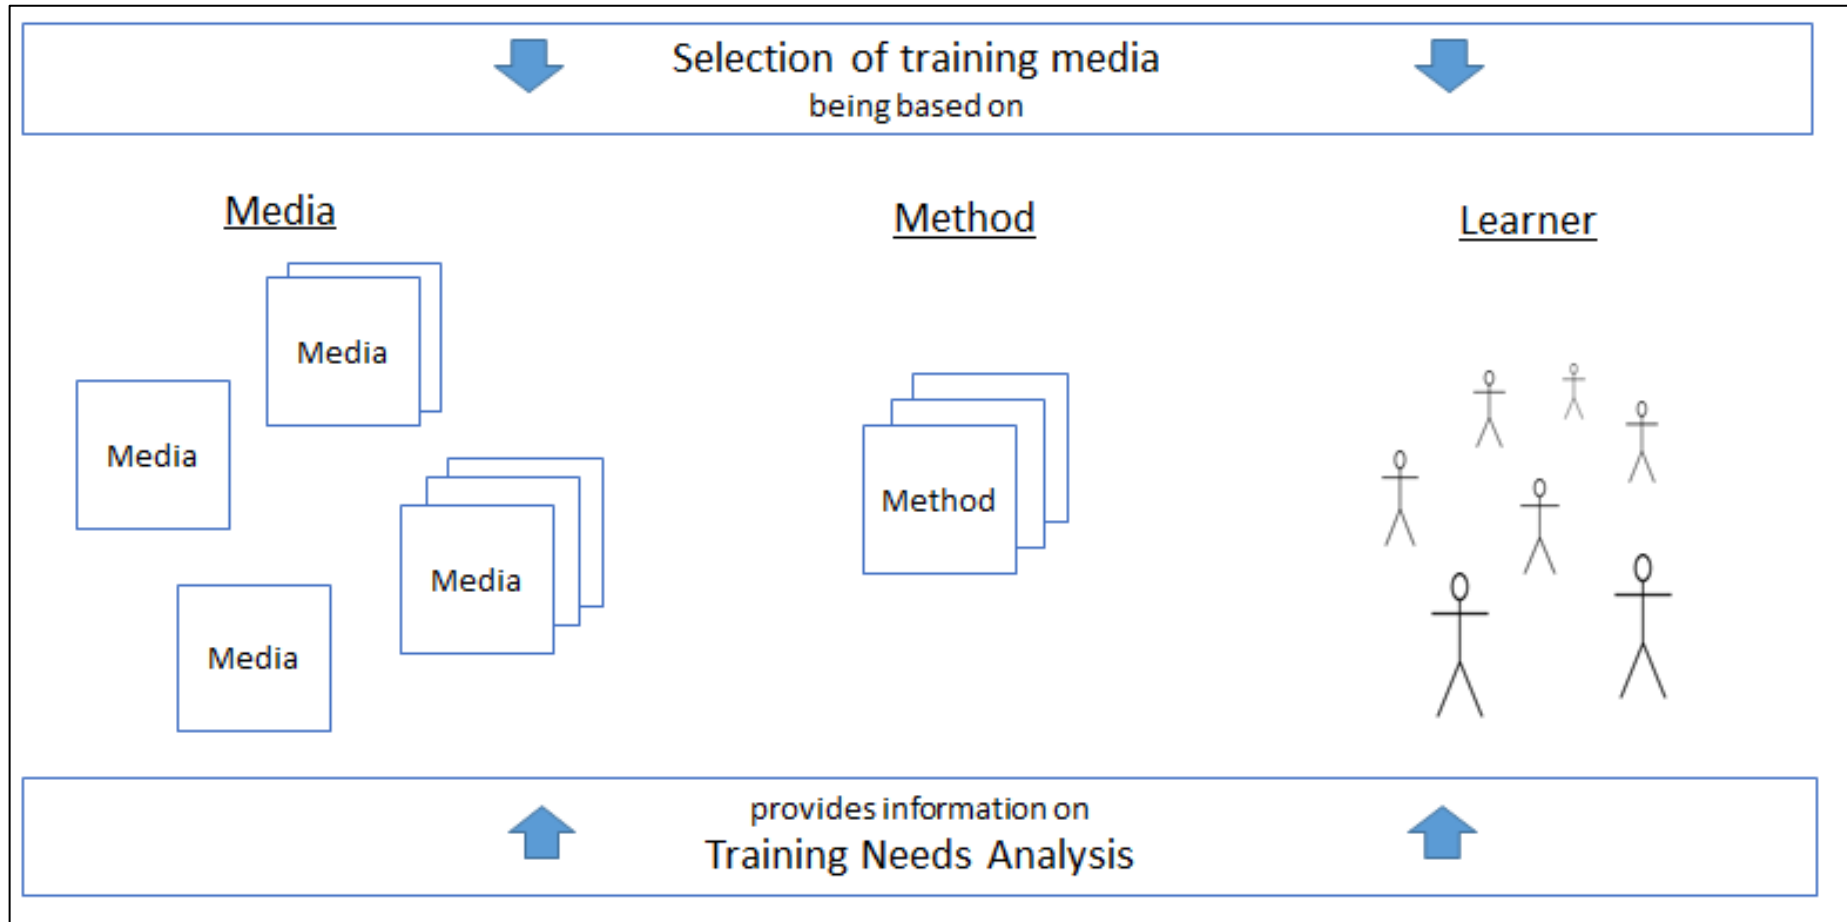 Selection of training media
being based on
Media
Method
Learner
Media
Media
Method
Media
Media
provides information on
Training Needs Analysis